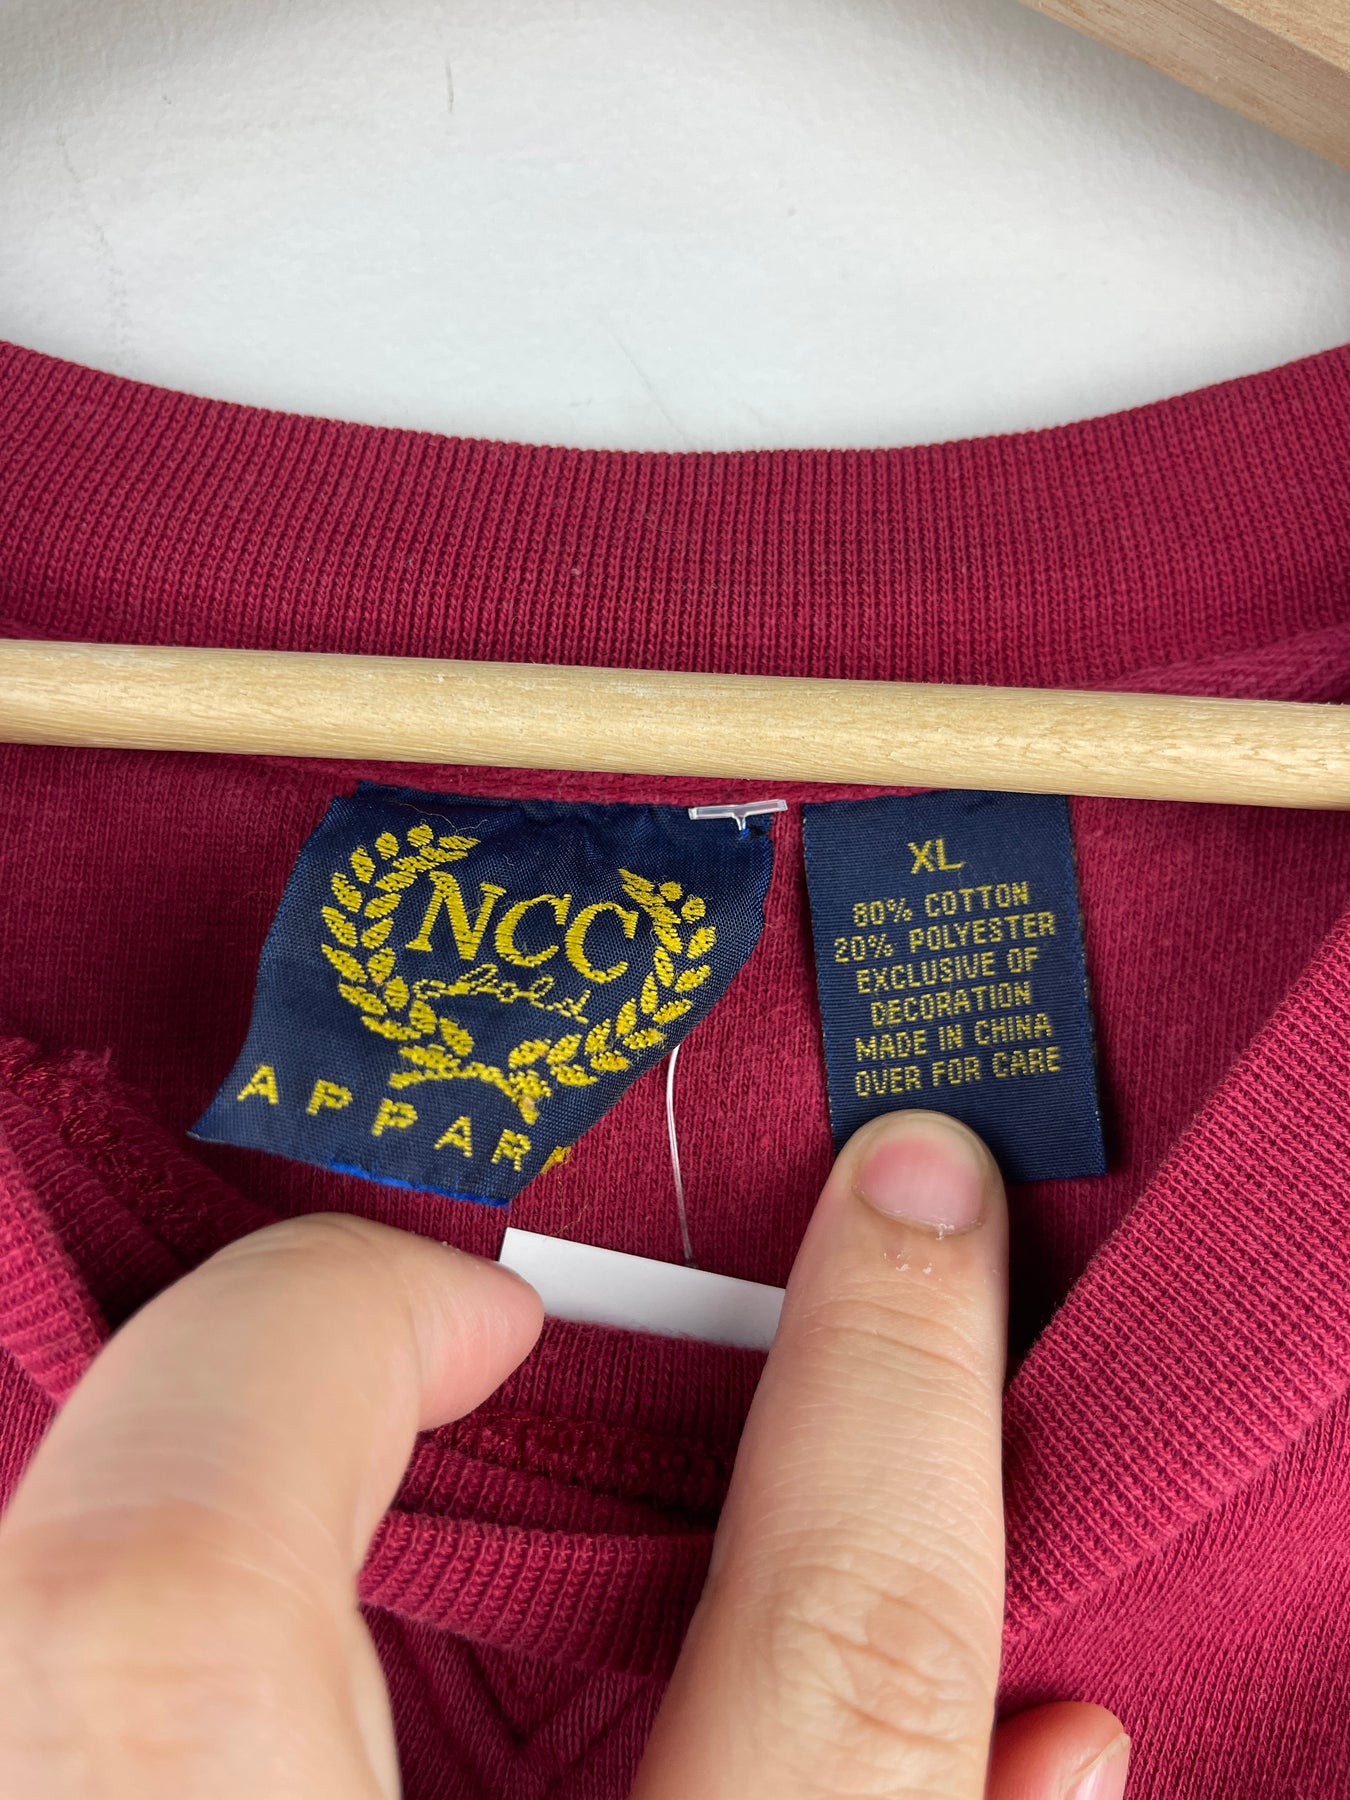 NCC
Gold
APPAR
XL
80% COTTON
20% POLYESTER
EXCLUSIVE OF
DECORATION
MADE IN CHINA
OVER FOR CARE